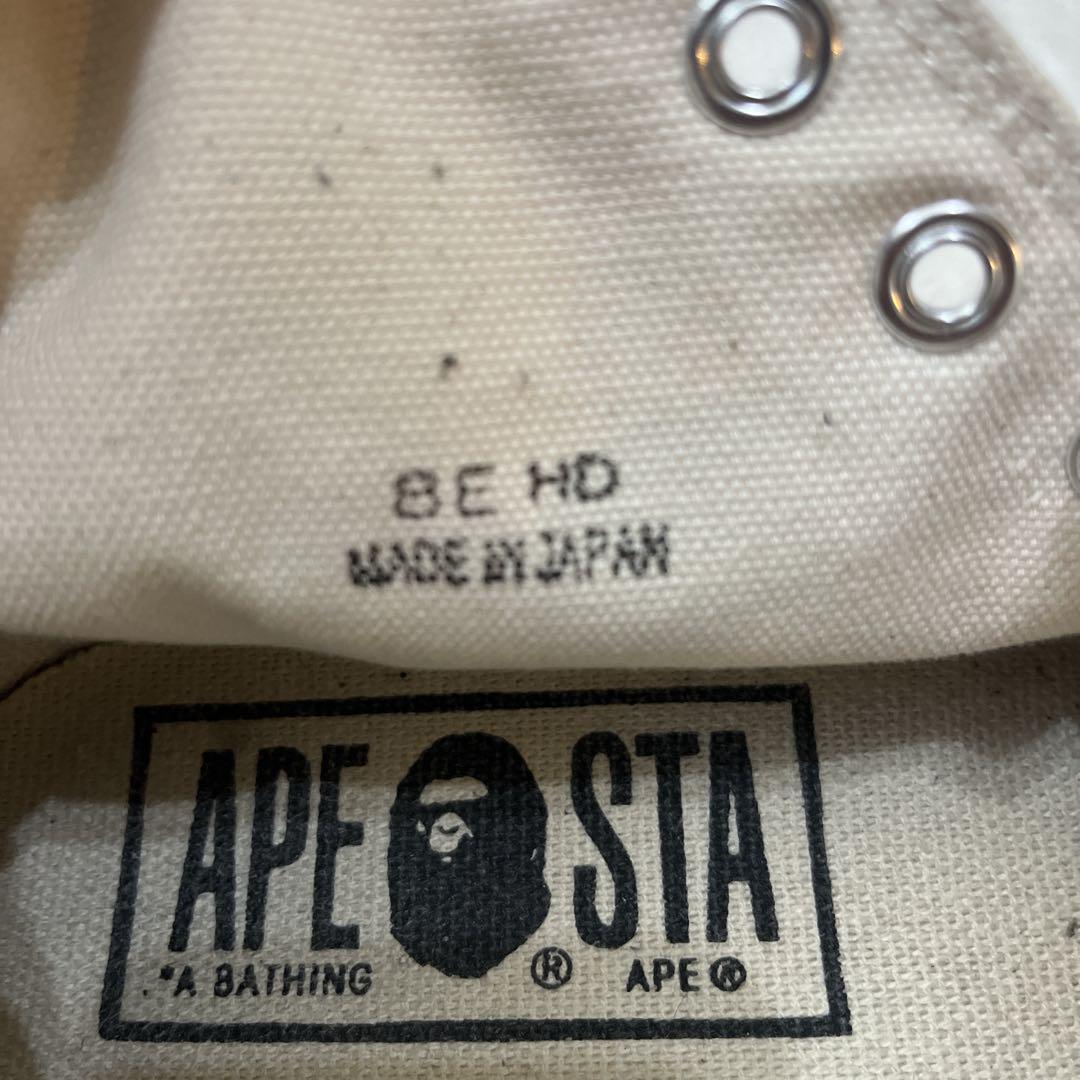 8E HD
MADE IN JAPAN
APE STA
"A BATHING ® APE ®